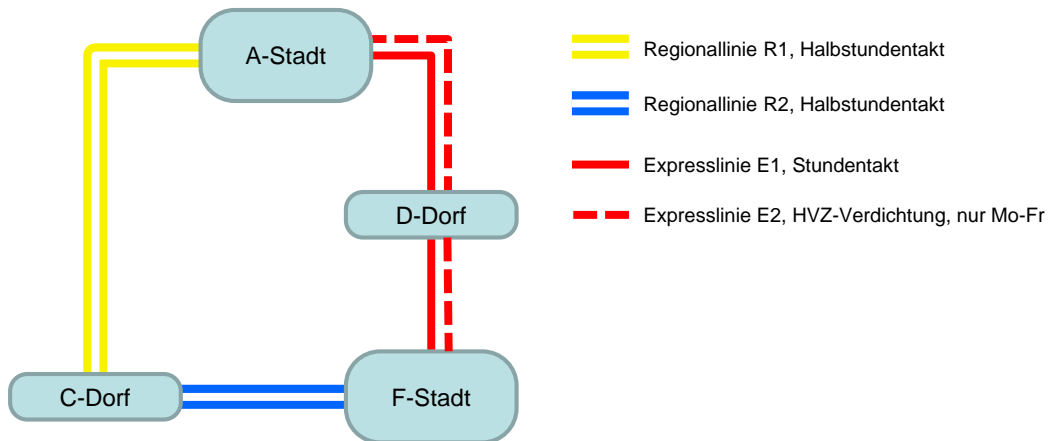 A-Stadt
Regionallinie R1, Halbstundentakt
Regionallinie R2, Halbstundentakt
Expresslinie E1, Stundentakt
D-Dorf
Expresslinie E2, HVZ-Verdichtung, nur Mo-Fr
C-Dorf
F-Stadt